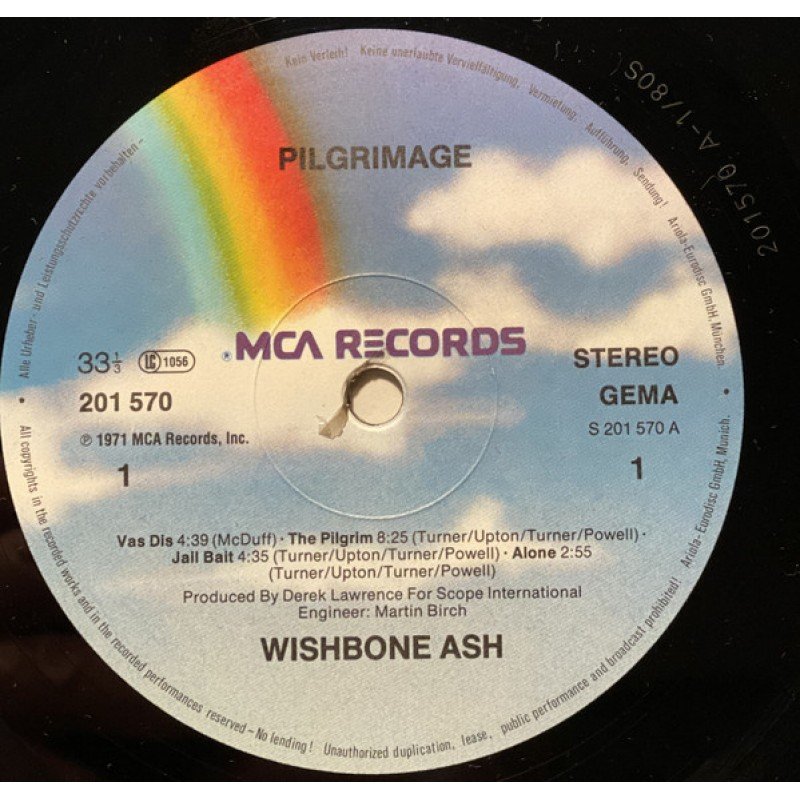 PILGRIMAGE
MCA RECORDS
33⅓ LC 1056
201 570
℗ 1971 MCA Records, Inc.
1
STEREO
GEMA
S 201 570 A
1
Vas Dis 4:39 (McDuff) · The Pilgrim 8:25 (Turner/Upton/Turner/Powell) ·
Jail Bait 4:35 (Turner/Upton/Turner/Powell) · Alone 2:55
(Turner/Upton/Turner/Powell)
Produced By Derek Lawrence For Scope International
Engineer: Martin Birch
WISHBONE ASH
Alle Urheber- und Leistungsschutzrechte vorbehalten – Kein Verleih! Keine unerlaubte Vervielfältigung, Vermietung, Aufführung, Sendung! Ariola-Eurodisc GmbH, München.
All copyrights in the recorded works and in the recorded performances reserved – No lending! Unauthorized duplication, lease, public performance and broadcast prohibited! Ariola-Eurodisc GmbH, Munich.
201570 A-1/80S